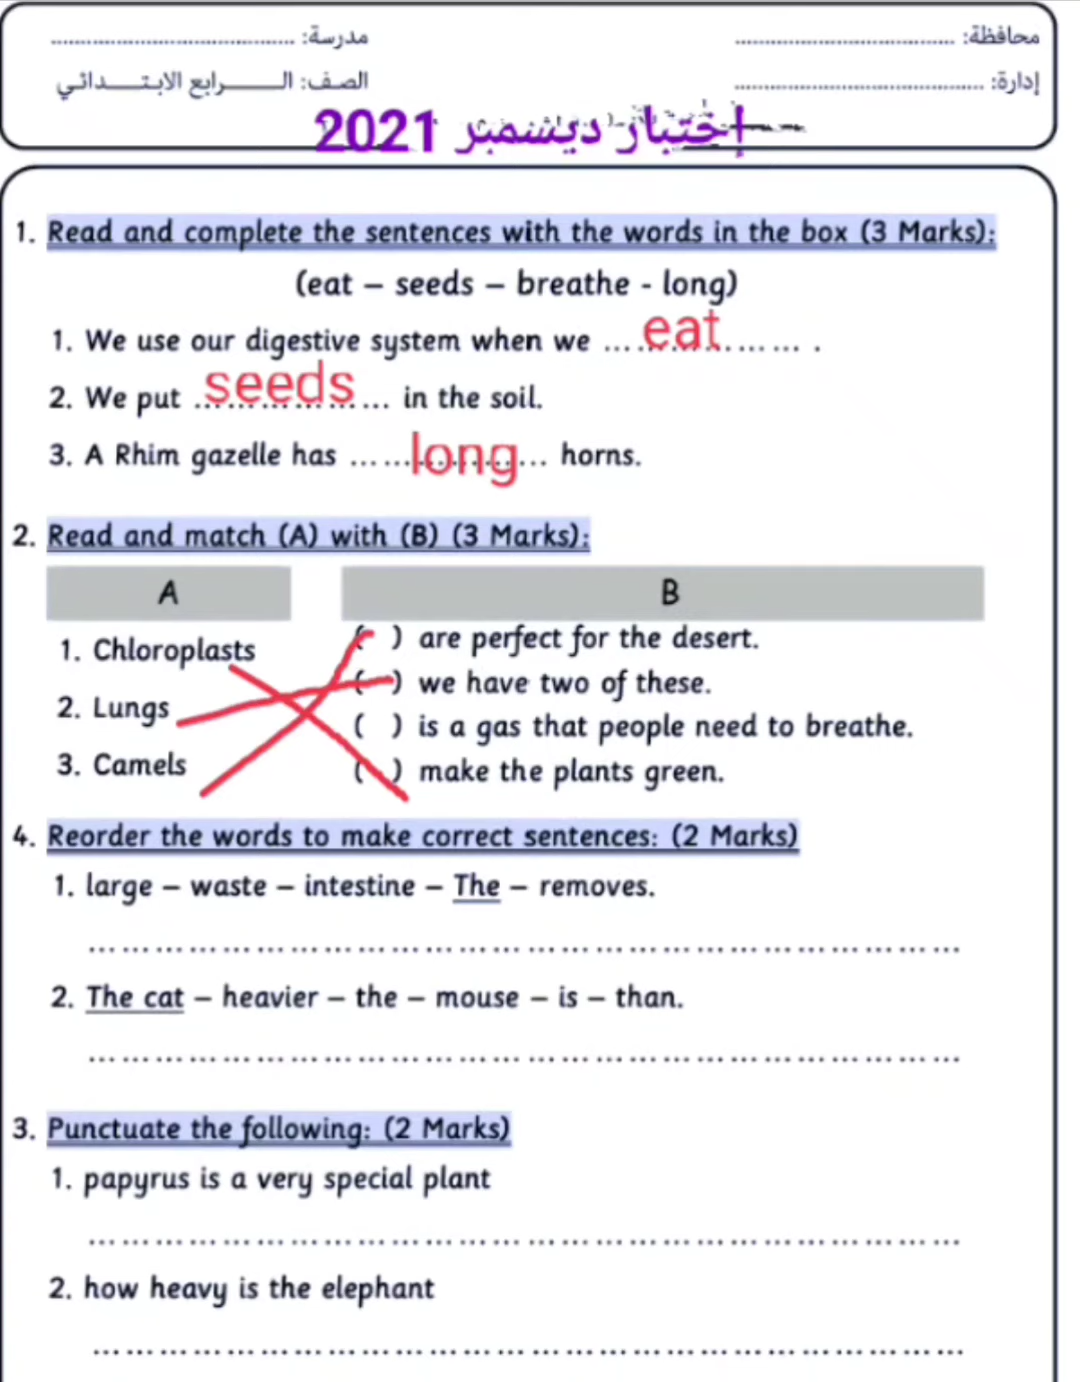 محافظة: ........................ مدرسة: ........................
إدارة: ........................ الصف: الـــرابع الابتـــدائي
إختبار ديسمبر 2021
1. Read and complete the sentences with the words in the box (3 Marks):
(eat – seeds – breathe - long)
1. We use our digestive system when we ... eat ... .
2. We put ... seeds ... in the soil.
3. A Rhim gazelle has ... long ... horns.
2. Read and match (A) with (B) (3 Marks):
A B
1. Chloroplasts ( ) are perfect for the desert.
2. Lungs ( ) we have two of these.
( ) is a gas that people need to breathe.
3. Camels ( ) make the plants green.
4. Reorder the words to make correct sentences: (2 Marks)
1. large – waste – intestine – The – removes.
2. The cat – heavier – the – mouse – is – than.
3. Punctuate the following: (2 Marks)
1. papyrus is a very special plant
2. how heavy is the elephant